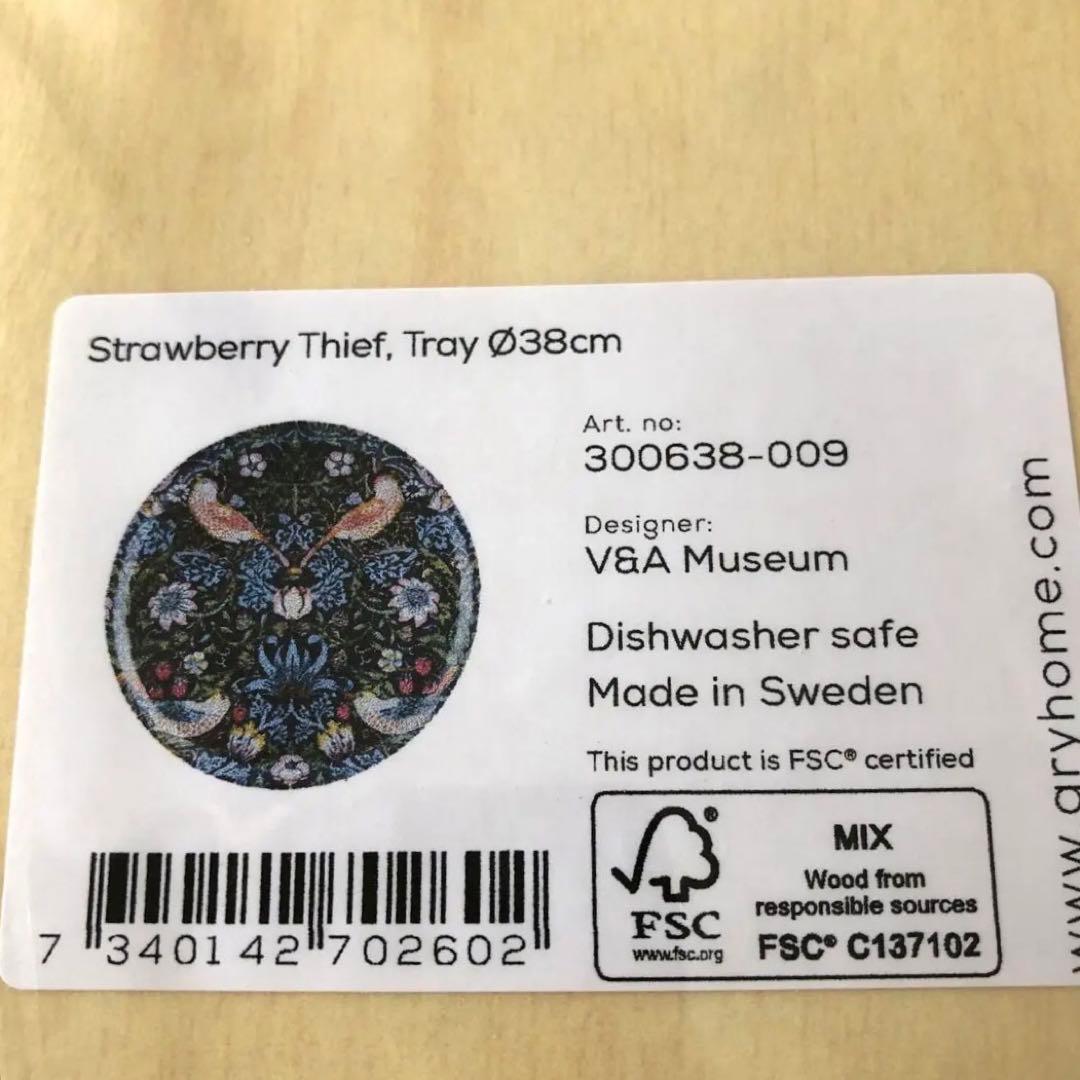 Strawberry Thief, Tray Ø38cm
Art. no:
300638-009
Designer:
V&A Museum
Dishwasher safe
Made in Sweden
This product is FSC® certified
®
FSC
www.fsc.org
MIX
Wood from
responsible sources
FSC® C137102
7 340142 702602
www.aryhome.com